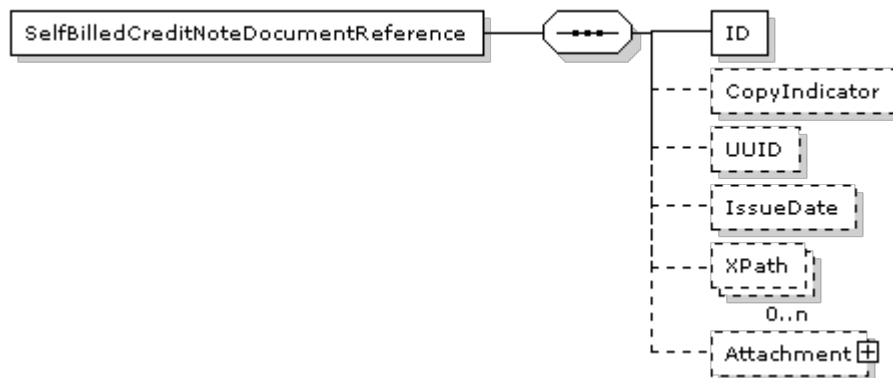 SelfBilledCreditNoteDocumentReference
ID
CopyIndicator
UUID
IssueDate
XPath
0..n
Attachment